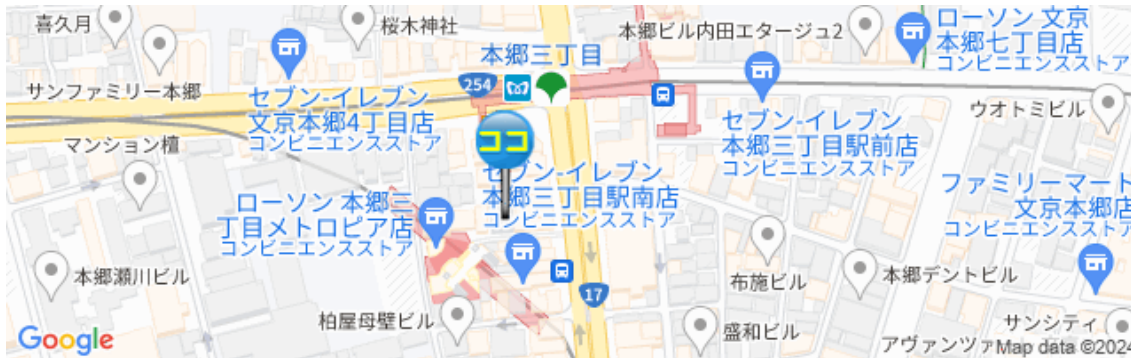 喜久月
桜木神社
本郷三丁目
本郷ビル内田エタージュ2
ローソン 文京
本郷七丁目店
コンビニエンスストア
254
サンファミリー本郷
セブン-イレブン
文京本郷4丁目店
コンビニエンスストア
ウオトミビル
マンション檀
ココ
セブン-イレブン
本郷三丁目駅前店
コンビニエンスストア
セブン-イレブン
本郷三丁目駅南店
コンビニエンスストア
ローソン 本郷三
丁目メトロピア店
コンビニエンスストア
ファミリーマート
文京本郷店
コンビニエンスストア
本郷瀬川ビル
布施ビル
本郷デントビル
17
柏屋母壁ビル
盛和ビル
サンシティ
アヴァンツァ
Google
Map data ©2024